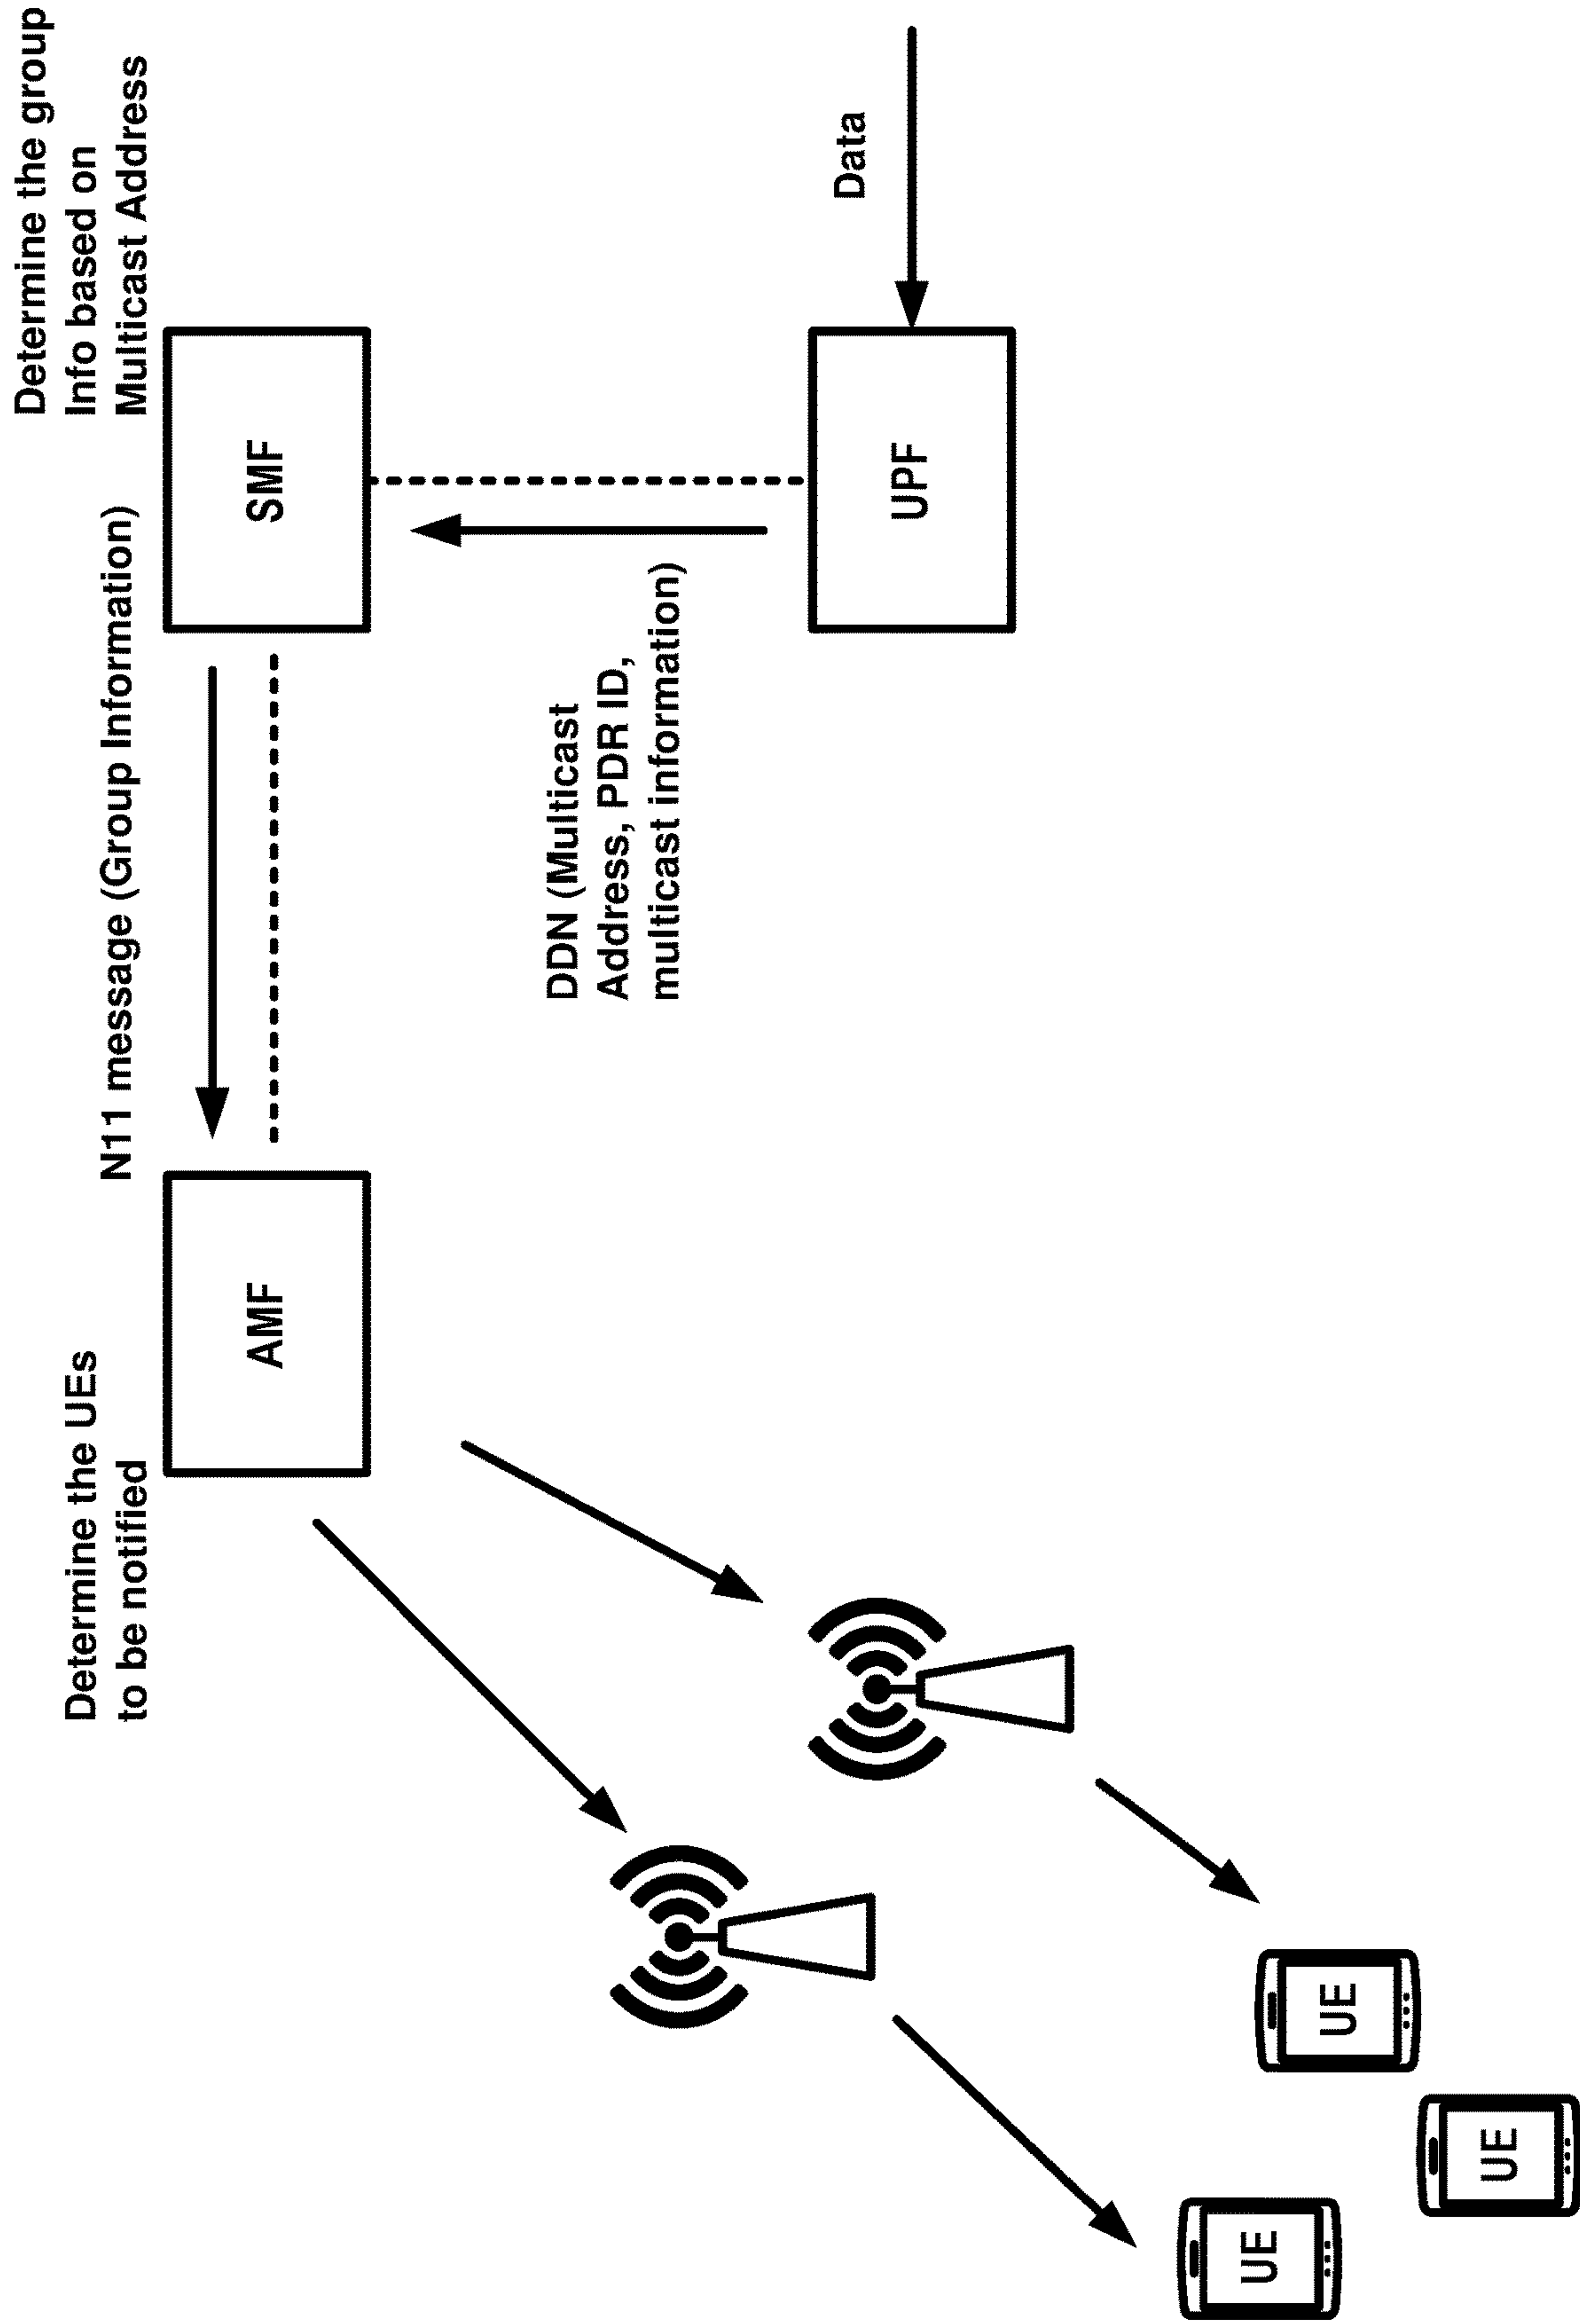 Determine the UEs
to be notified
AMF
N11 message (Group Information)
SMF
Determine the group
Info based on
Multicast Address
DDN (Multicast
Address, PDR ID,
multicast information)
UPF
Data
UE
UE
UE